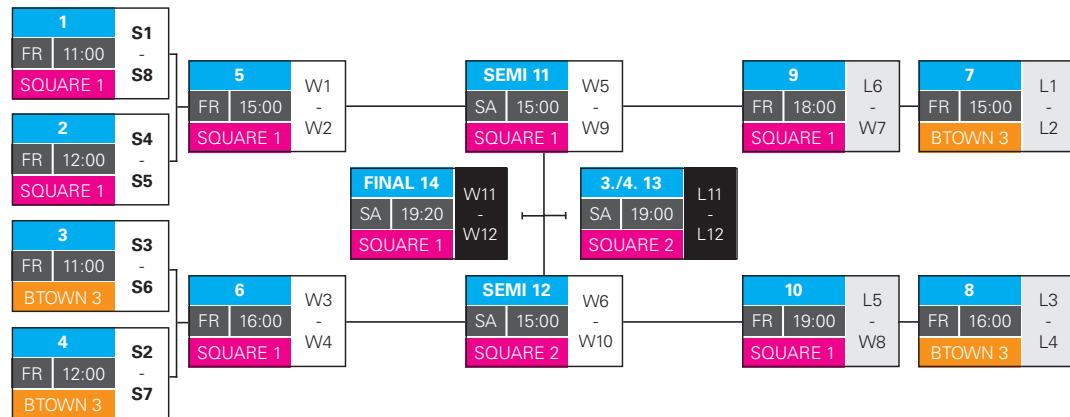 1
FR 11:00
SQUARE 1
S1
-
S8
2
FR 12:00
SQUARE 1
S4
-
S5
3
FR 11:00
BTOWN 3
S3
-
S6
4
FR 12:00
BTOWN 3
S2
-
S7
5
FR 15:00
SQUARE 1
W1
-
W2
6
FR 16:00
SQUARE 1
W3
-
W4
SEMI 11
SA 15:00
SQUARE 1
W5
-
W9
FINAL 14
SA 19:20
SQUARE 1
W11
-
W12
3./4. 13
SA 19:00
SQUARE 2
L11
-
L12
SEMI 12
SA 15:00
SQUARE 2
W6
-
W10
9
FR 18:00
SQUARE 1
L6
-
W7
10
FR 19:00
SQUARE 1
L5
-
W8
7
FR 15:00
BTOWN 3
L1
-
L2
8
FR 16:00
BTOWN 3
L3
-
L4